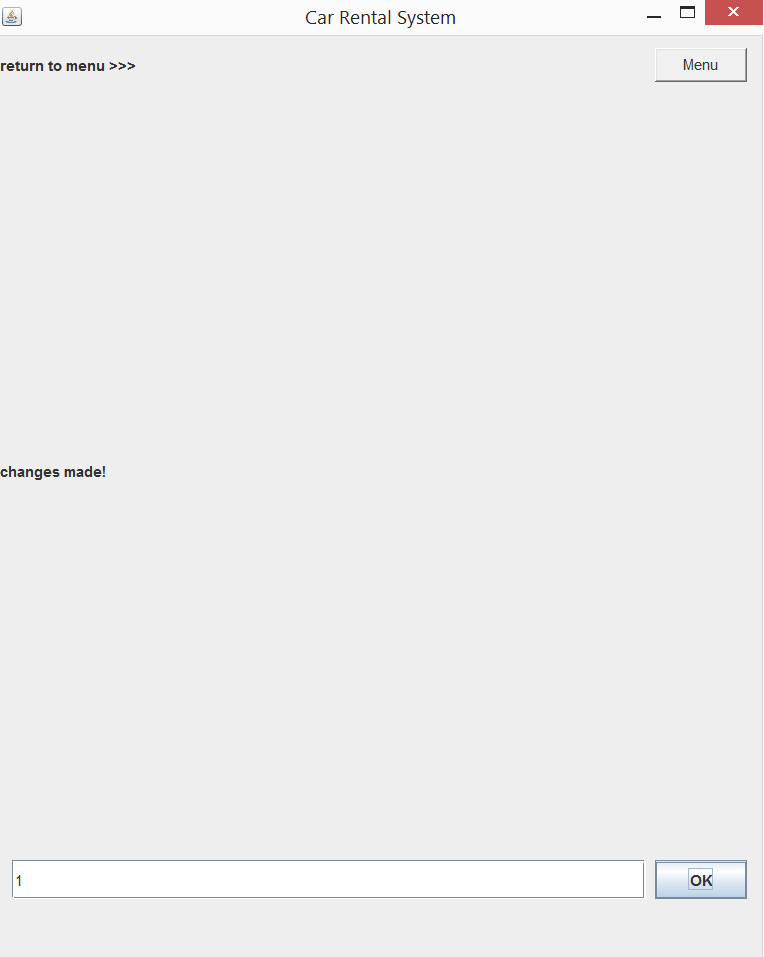 Car Rental System
return to menu >>>
Menu
changes made!
1
OK